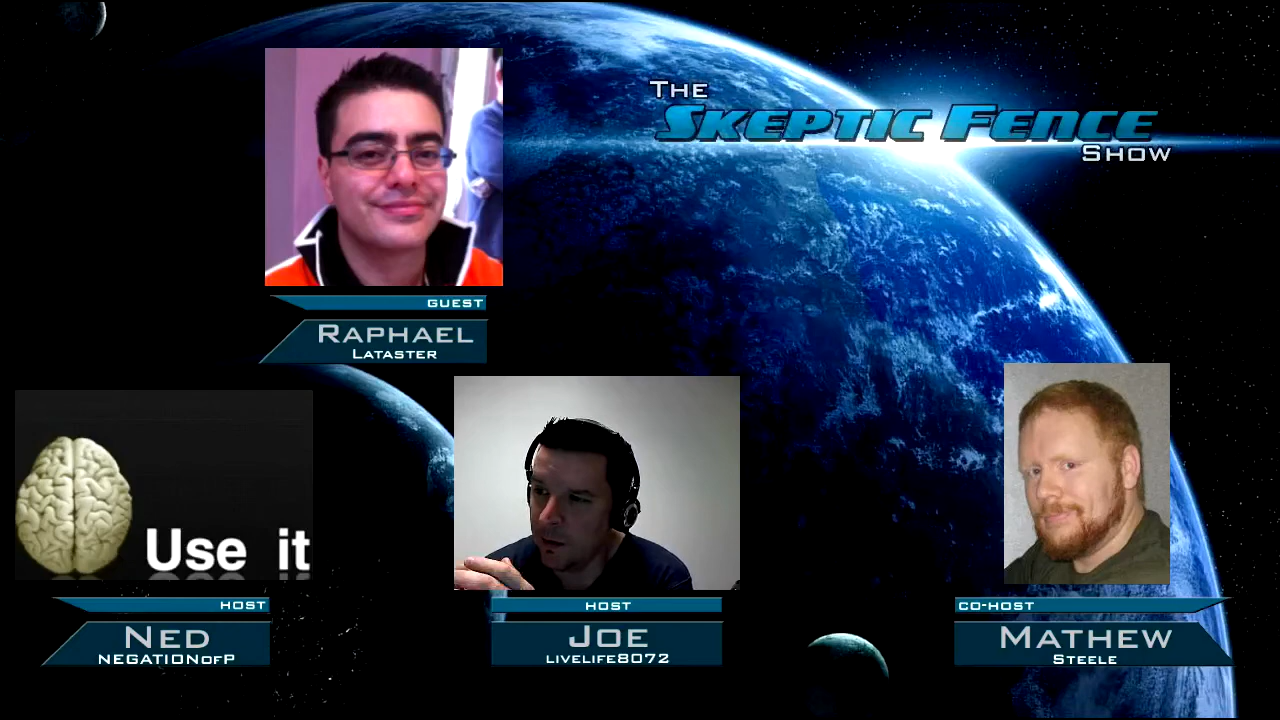 The
Skeptic Fence
Show
GUEST
Raphael
Lataster
Use it
HOST
Ned
NEGATIONofP
HOST
Joe
LIVELIFE8072
CO-HOST
Mathew
Steele